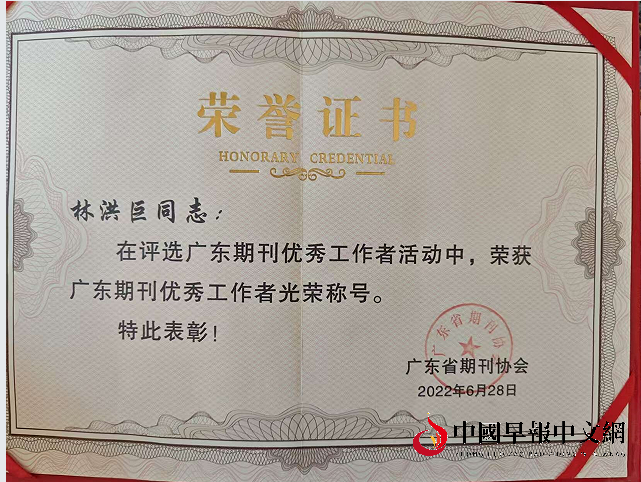 荣誉证书
HONORARY CREDENTIAL
林洪巨同志：
在评选广东期刊优秀工作者活动中，荣获
广东期刊优秀工作者光荣称号。
特此表彰！
广东省期刊协会
广东省期刊协会
2022年6月28日
中國早報中文網